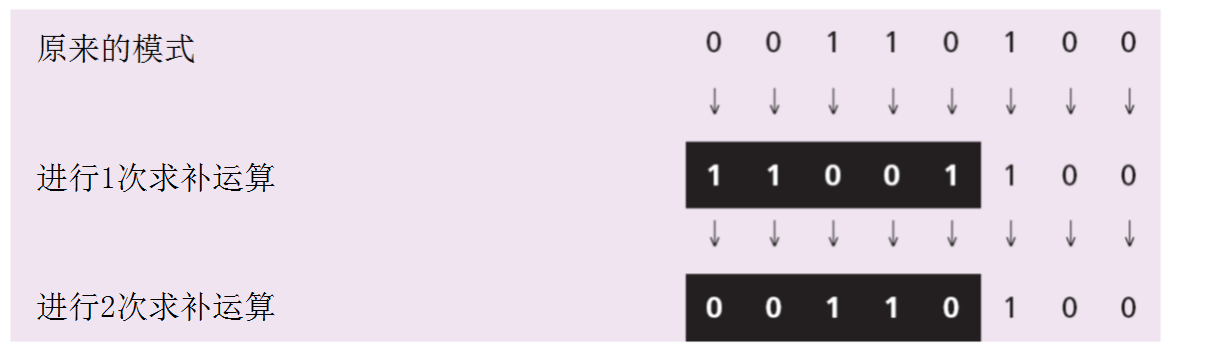 原来的模式 0 0 1 1 0 1 0 0
↓ ↓ ↓ ↓ ↓ ↓ ↓ ↓
进行1次求补运算 1 1 0 0 1 1 0 0
↓ ↓ ↓ ↓ ↓ ↓ ↓ ↓
进行2次求补运算 0 0 1 1 0 1 0 0